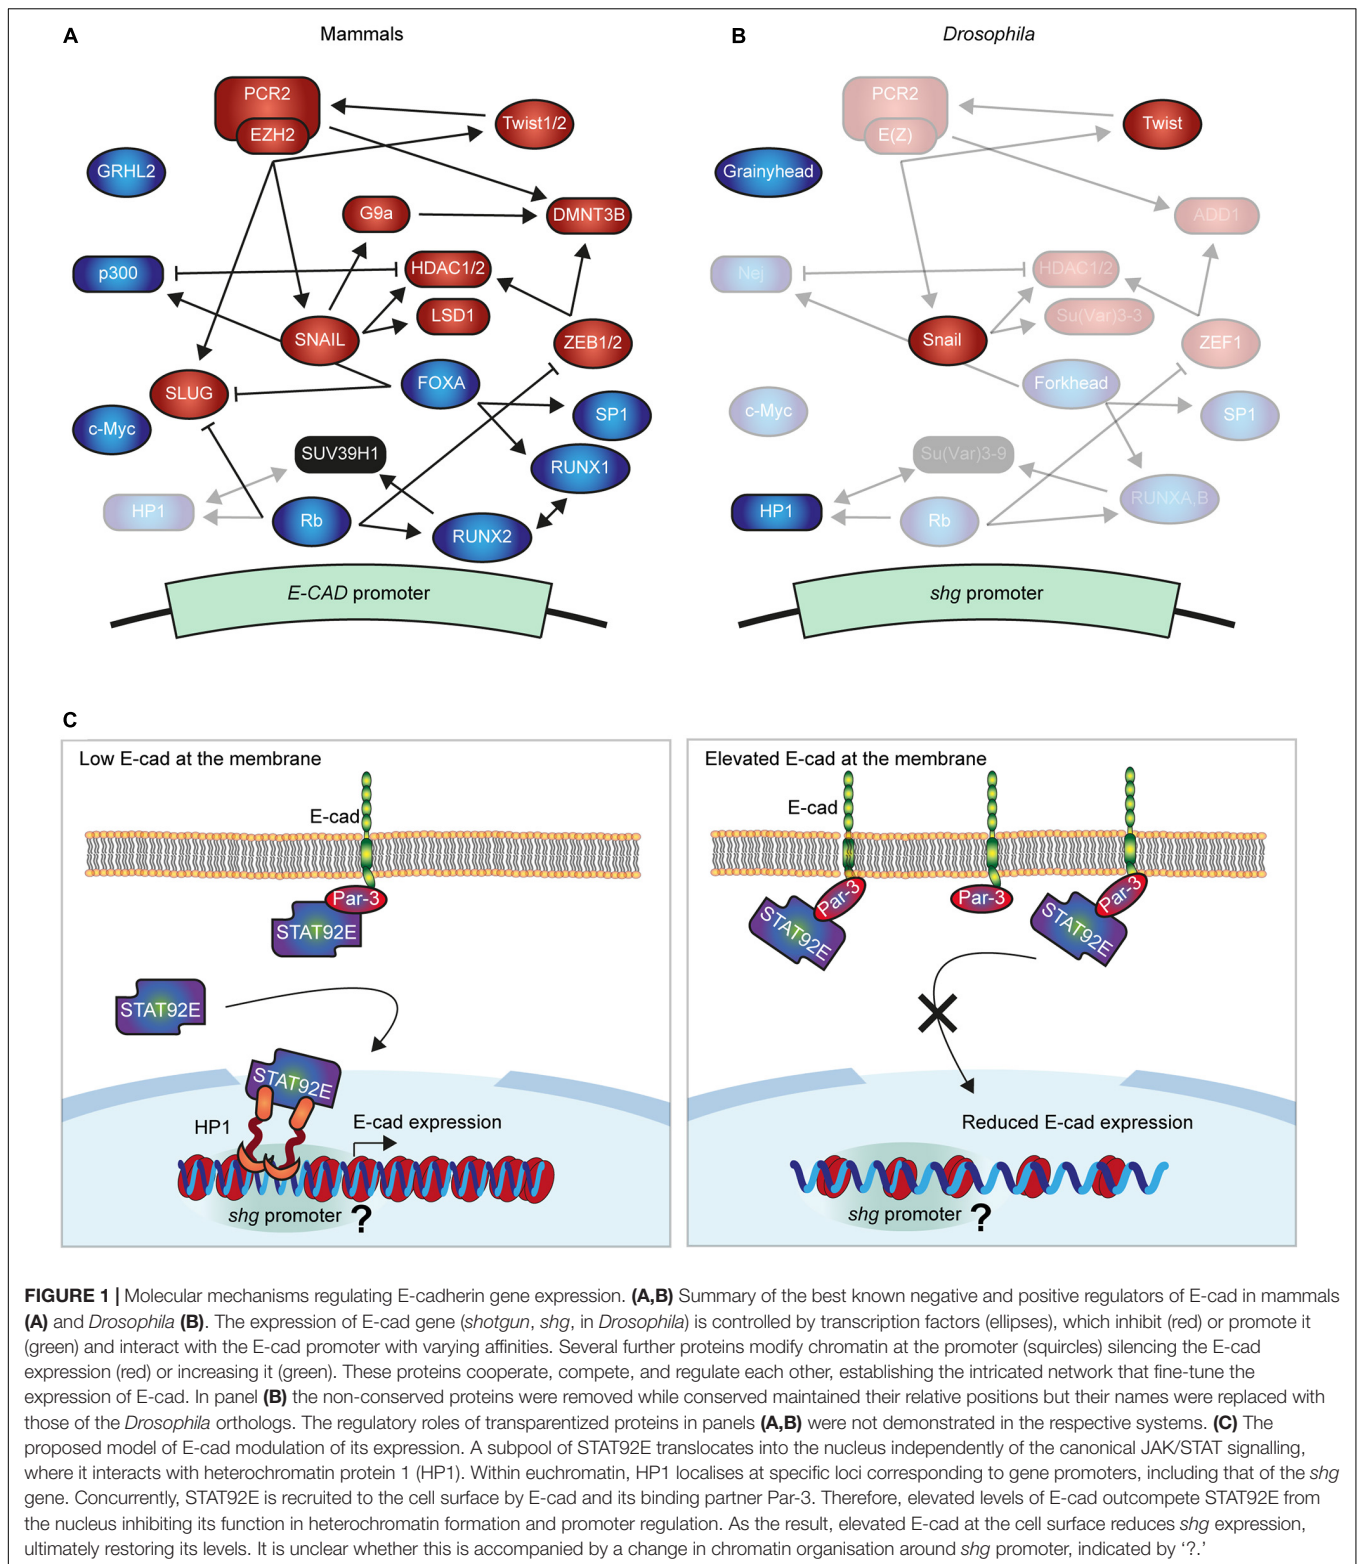 A
Mammals
PCR2
EZH2
Twist1/2
GRHL2
G9a
DMNT3B
p300
HDAC1/2
LSD1
SNAIL
ZEB1/2
SLUG
FOXA
SP1
c-Myc
SUV39H1
RUNX1
HP1
Rb
RUNX2
E-CAD promoter
B
Drosophila
PCR2
E(Z)
Twist
Grainyhead
ADD1
Nej
HDAC1/2
Su(Var)3-3
Snail
ZEF1
Forkhead
SP1
c-Myc
Su(Var)3-9
RUNXA,B
HP1
Rb
shg promoter
C
Low E-cad at the membrane
E-cad
Par-3
STAT92E
STAT92E
STAT92E
HP1
E-cad expression
shg promoter ?
Elevated E-cad at the membrane
E-cad
Par-3
Par-3
Par-3
STAT92E
STAT92E
Reduced E-cad expression
shg promoter ?
FIGURE 1 | Molecular mechanisms regulating E-cadherin gene expression. (A,B) Summary of the best known negative and positive regulators of E-cad in mammals
(A) and Drosophila (B). The expression of E-cad gene (shotgun, shg, in Drosophila) is controlled by transcription factors (ellipses), which inhibit (red) or promote it
(green) and interact with the E-cad promoter with varying affinities. Several further proteins modify chromatin at the promoter (squircles) silencing the E-cad
expression (red) or increasing it (green). These proteins cooperate, compete, and regulate each other, establishing the intricated network that fine-tune the
expression of E-cad. In panel (B) the non-conserved proteins were removed while conserved maintained their relative positions but their names were replaced with
those of the Drosophila orthologs. The regulatory roles of transparentized proteins in panels (A,B) were not demonstrated in the respective systems. (C) The
proposed model of E-cad modulation of its expression. A subpool of STAT92E translocates into the nucleus independently of the canonical JAK/STAT signalling,
where it interacts with heterochromatin protein 1 (HP1). Within euchromatin, HP1 localises at specific loci corresponding to gene promoters, including that of the shg
gene. Concurrently, STAT92E is recruited to the cell surface by E-cad and its binding partner Par-3. Therefore, elevated levels of E-cad outcompete STAT92E from
the nucleus inhibiting its function in heterochromatin formation and promoter regulation. As the result, elevated E-cad at the cell surface reduces shg expression,
ultimately restoring its levels. It is unclear whether this is accompanied by a change in chromatin organisation around shg promoter, indicated by ‘?.’